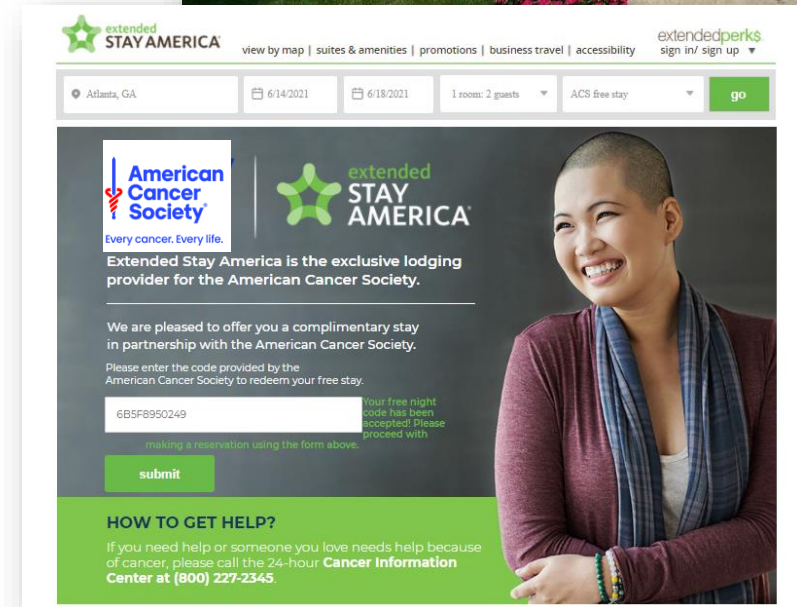 extended
STAY AMERICA
view by map | suites & amenities | promotions | business travel | accessibility
extendedperks
sign in/ sign up ▼
Atlanta, GA
6/14/2021
6/18/2021
1 room: 2 guests
ACS free stay
go
American
Cancer
Society®
Every cancer. Every life.
extended
STAY
AMERICA
Extended Stay America is the exclusive lodging
provider for the American Cancer Society.
We are pleased to offer you a complimentary stay
in partnership with the American Cancer Society.
Please enter the code provided by the
American Cancer Society to redeem your free stay.
6B5F8950249
Your free night
code has been
accepted! Please
proceed with
making a reservation using the form above.
submit
HOW TO GET HELP?
If you need help or someone you love needs help because
of cancer, please call the 24-hour Cancer Information
Center at (800) 227-2345.